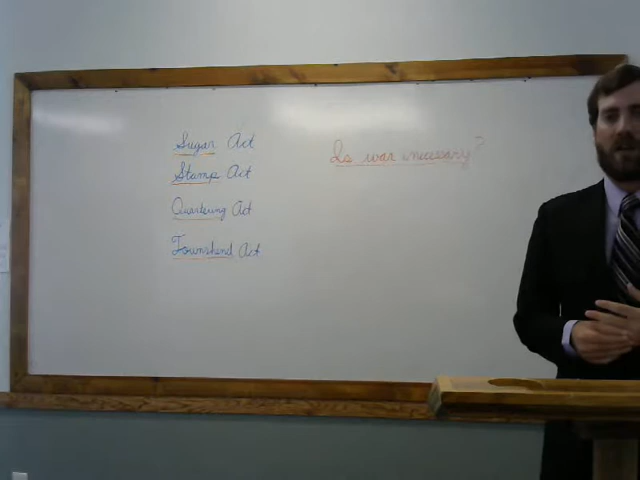 Sugar Act
Stamp Act
Quartering Act
Townshend Act
Is war necessary?